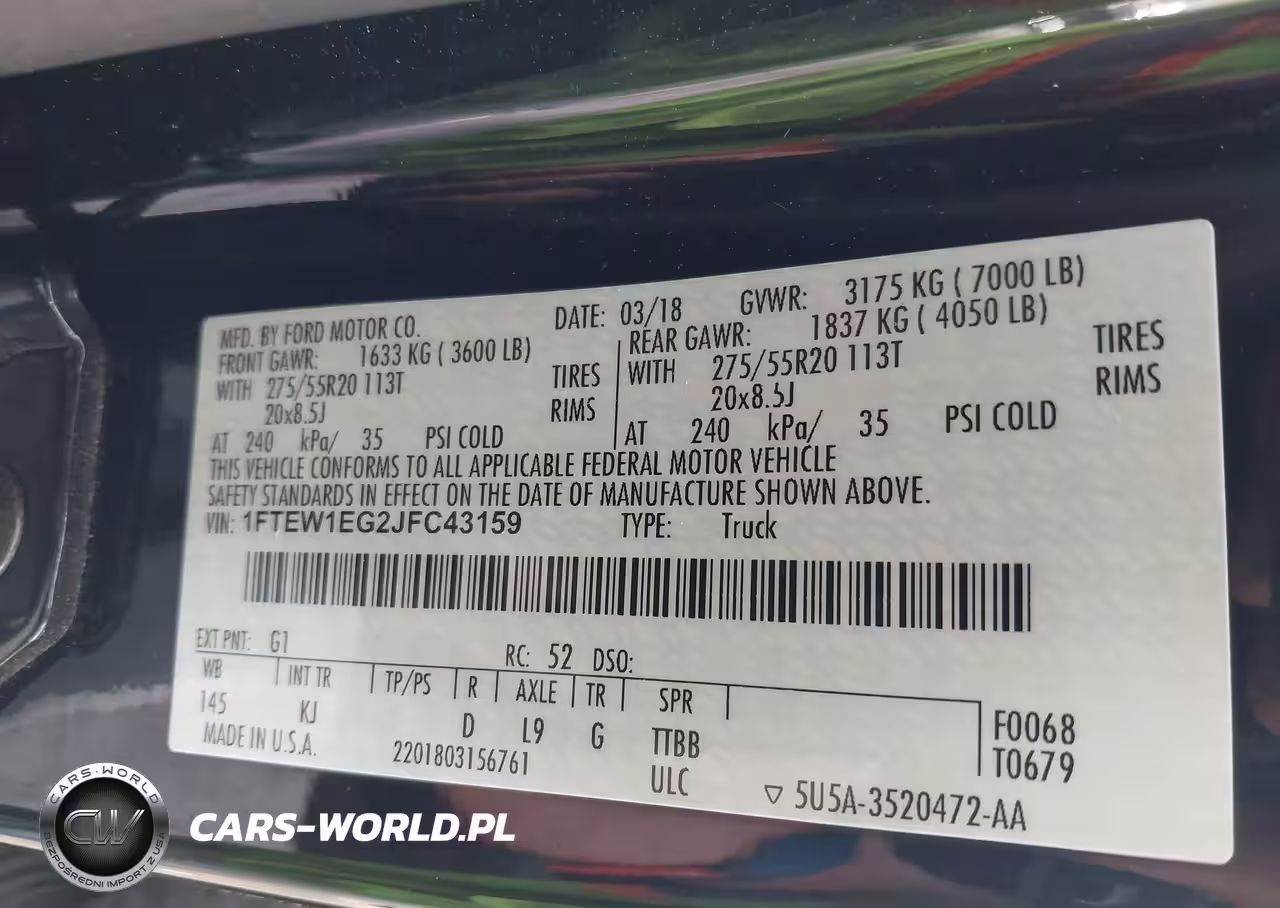 MFD. BY FORD MOTOR CO. DATE: 03/18 GVWR: 3175 KG ( 7000 LB)
FRONT GAWR: 1633 KG ( 3600 LB) REAR GAWR: 1837 KG ( 4050 LB)
WITH 275/55R20 113T TIRES WITH 275/55R20 113T TIRES
20x8.5J RIMS 20x8.5J RIMS
AT 240 kPa/ 35 PSI COLD AT 240 kPa/ 35 PSI COLD
THIS VEHICLE CONFORMS TO ALL APPLICABLE FEDERAL MOTOR VEHICLE
SAFETY STANDARDS IN EFFECT ON THE DATE OF MANUFACTURE SHOWN ABOVE.
VIN: 1FTEW1EG2JFC43159 TYPE: Truck
EXT PNT: G1 RC: 52 DSO:
WB INT TR TP/PS R AXLE TR SPR
145 KJ D L9 G TTBB F0068
MADE IN U.S.A. 2201803156761 ULC T0679
▽ 5U5A-3520472-AA
CARS-WORLD
CW
BEZPOŚREDNI IMPORT Z USA
CARS-WORLD.PL